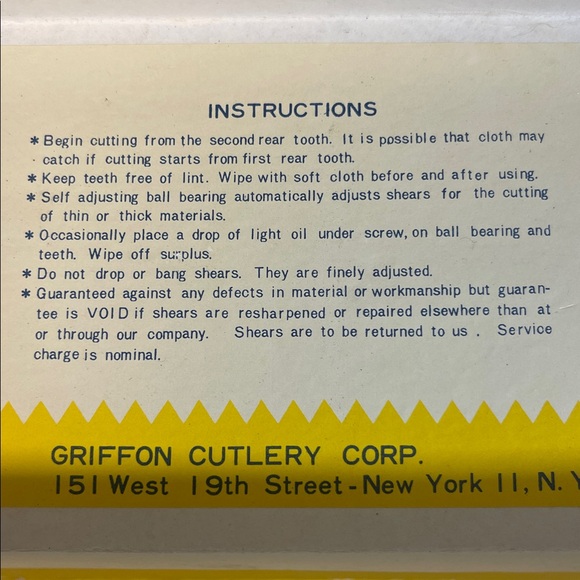 INSTRUCTIONS
* Begin cutting from the second rear tooth. It is possible that cloth may
catch if cutting starts from first rear tooth.
* Keep teeth free of lint. Wipe with soft cloth before and after using.
* Self adjusting ball bearing automatically adjusts shears for the cutting
of thin or thick materials.
* Occasionally place a drop of light oil under screw, on ball bearing and
teeth. Wipe off surplus.
* Do not drop or bang shears. They are finely adjusted.
* Guaranteed against any defects in material or workmanship but guaran-
tee is VOID if shears are resharpened or repaired elsewhere than at
or through our company. Shears are to be returned to us . Service
charge is nominal.
GRIFFON CUTLERY CORP.
151 West 19th Street - New York 11, N. Y